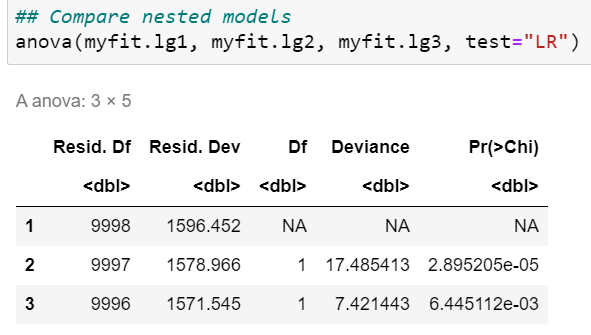 ## Compare nested models
anova(myfit.lg1, myfit.lg2, myfit.lg3, test="LR")
A anova: 3 × 5
Resid. Df Resid. Dev Df Deviance Pr(>Chi)
<dbl> <dbl> <dbl> <dbl> <dbl>
1 9998 1596.452 NA NA NA
2 9997 1578.966 1 17.485413 2.895205e-05
3 9996 1571.545 1 7.421443 6.445112e-03